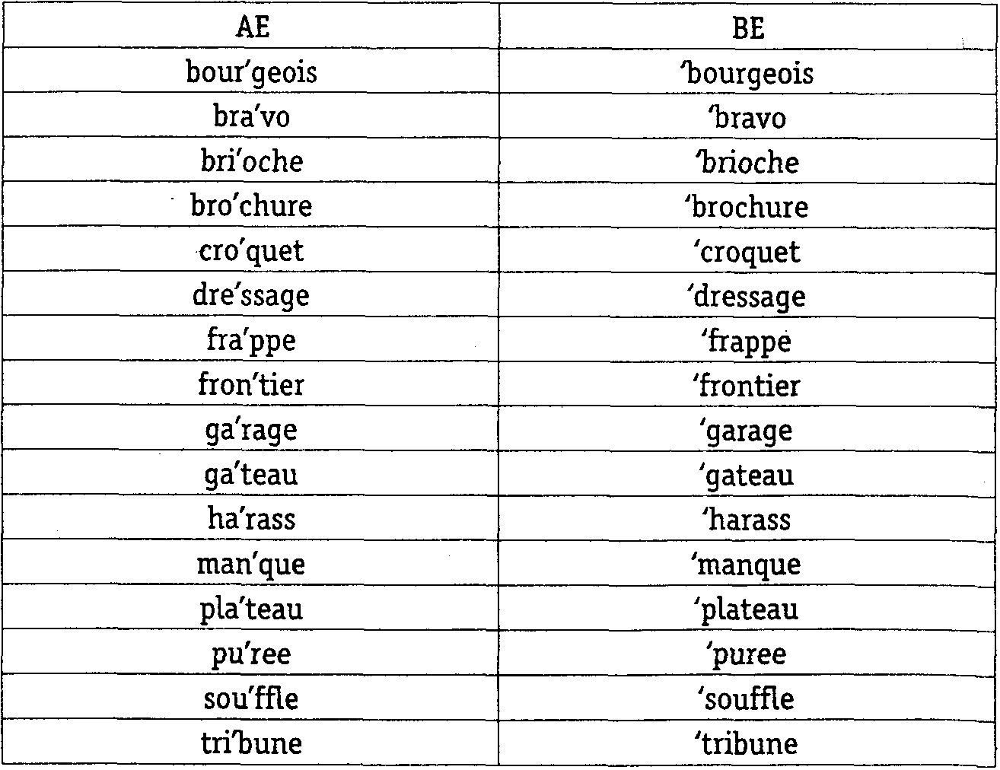 AE BE
bour'geois 'bourgeois
bra'vo 'bravo
bri'oche 'brioche
bro'chure 'brochure
cro'quet 'croquet
dre'ssage 'dressage
fra'ppe 'frappe
fron'tier 'frontier
ga'rage 'garage
ga'teau 'gateau
ha'rass 'harass
man'que 'manque
pla'teau 'plateau
pu'ree 'puree
sou'ffle 'souffle
tri'bune 'tribune